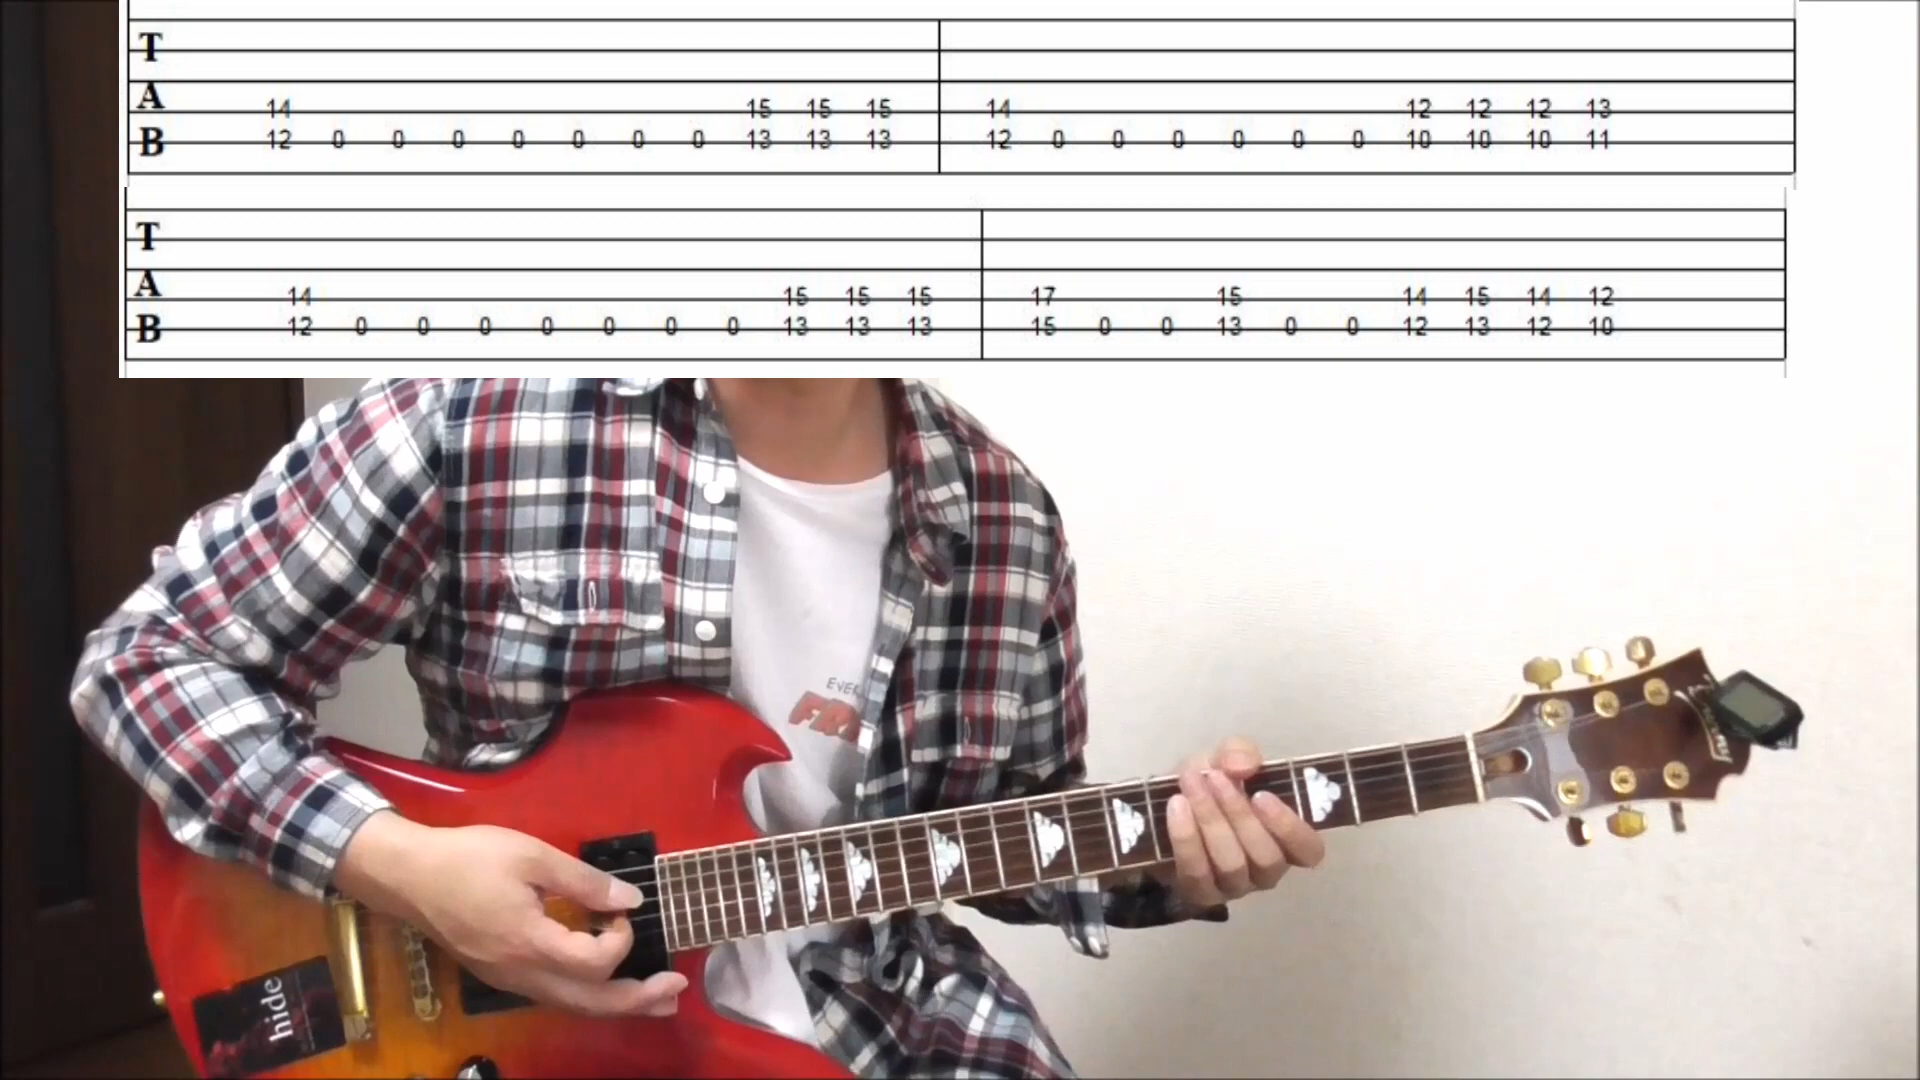 T
A
B
14 15 15 15 14 12 12 12 13
12 0 0 0 0 0 0 0 13 13 13 12 0 0 0 0 0 0 10 10 10 11
T
A
B
14 15 15 15 17 15 14 15 14 12
12 0 0 0 0 0 0 0 13 13 13 15 0 0 13 0 0 12 13 12 10
EVER
hide